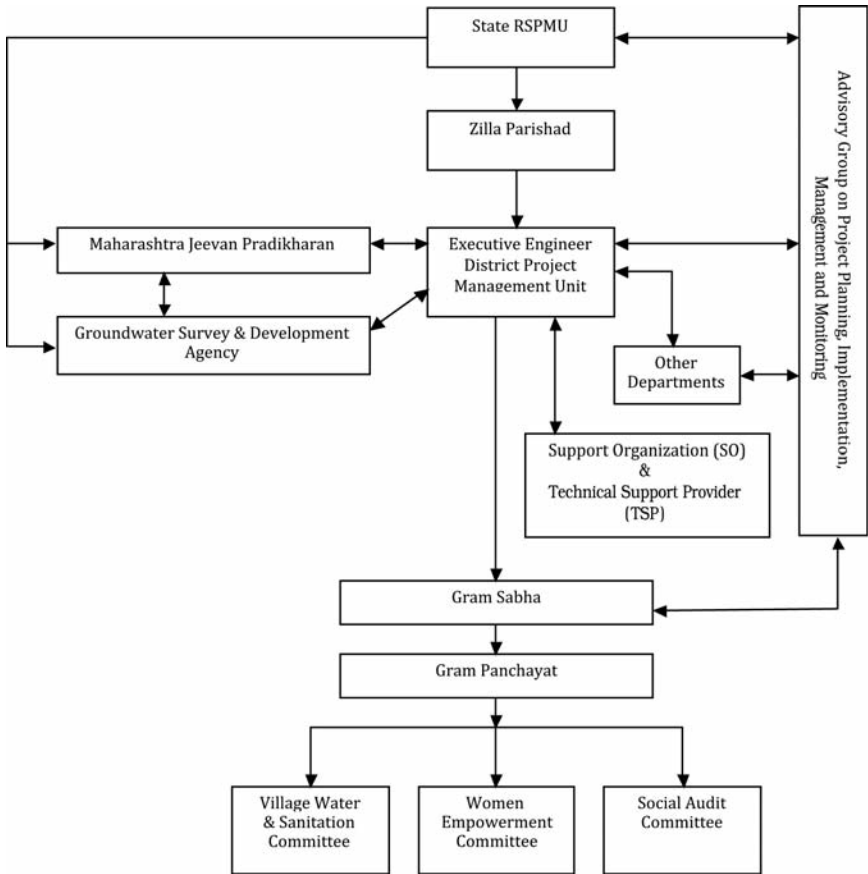 State RSPMU
Zilla Parishad
Maharashtra Jeevan Pradikharan
Executive Engineer
District Project
Management Unit
Groundwater Survey & Development
Agency
Other
Departments
Support Organization (SO)
&
Technical Support Provider
(TSP)
Advisory Group on Project Planning, Implementation,
Management and Monitoring
Gram Sabha
Gram Panchayat
Village Water
& Sanitation
Committee
Women
Empowerment
Committee
Social Audit
Committee